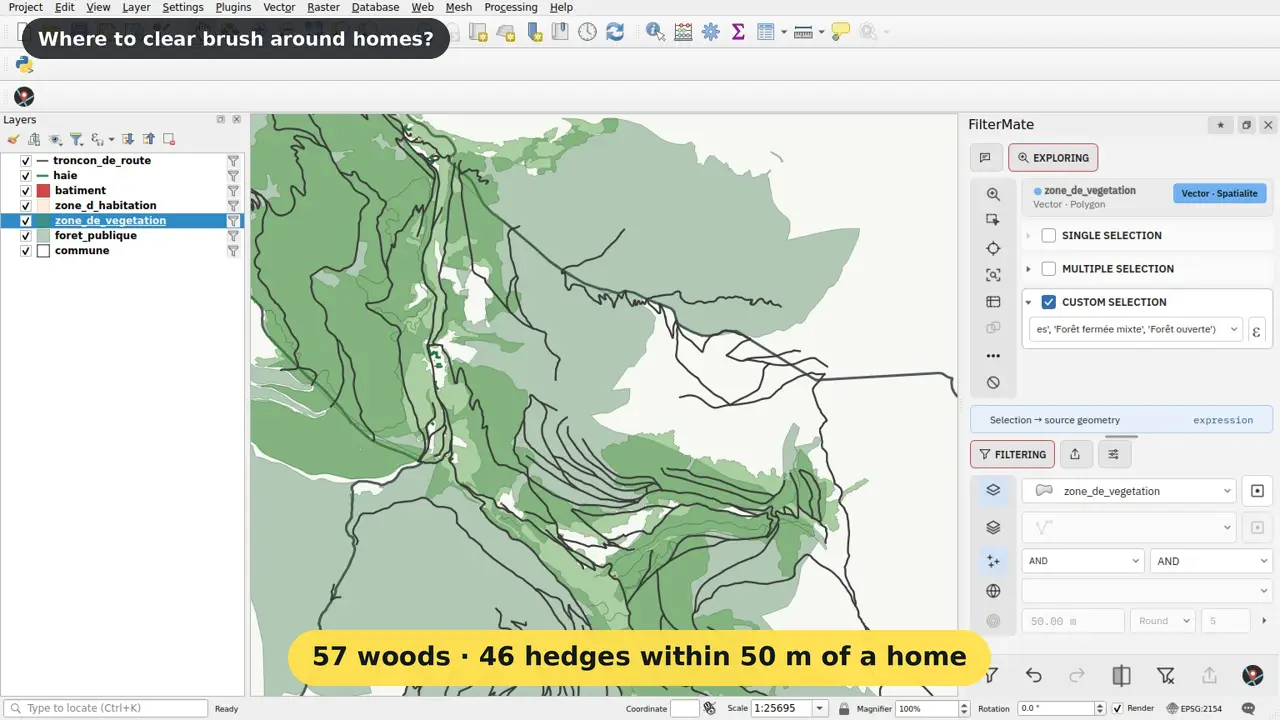 Project Edit View Layer Settings Plugins Vector Raster Database Web Mesh Processing Help
Where to clear brush around homes?
Layers
troncon_de_route
haie
batiment
zone_d_habitation
zone_de_vegetation
foret_publique
commune
FilterMate
EXPLORING
zone_de_vegetation
Vector · Polygon
Vector · Spatialite
SINGLE SELECTION
MULTIPLE SELECTION
CUSTOM SELECTION
es', 'Forêt fermée mixte', 'Forêt ouverte')
ε
Selection → source geometry expression
FILTERING
zone_de_vegetation
AND AND
50.00 m Round 5
57 woods · 46 hedges within 50 m of a home
Type to locate (Ctrl+K) Ready Coordinate Scale 1:25695 Magnifier 100% Rotation 0.0 ° Render EPSG:2154